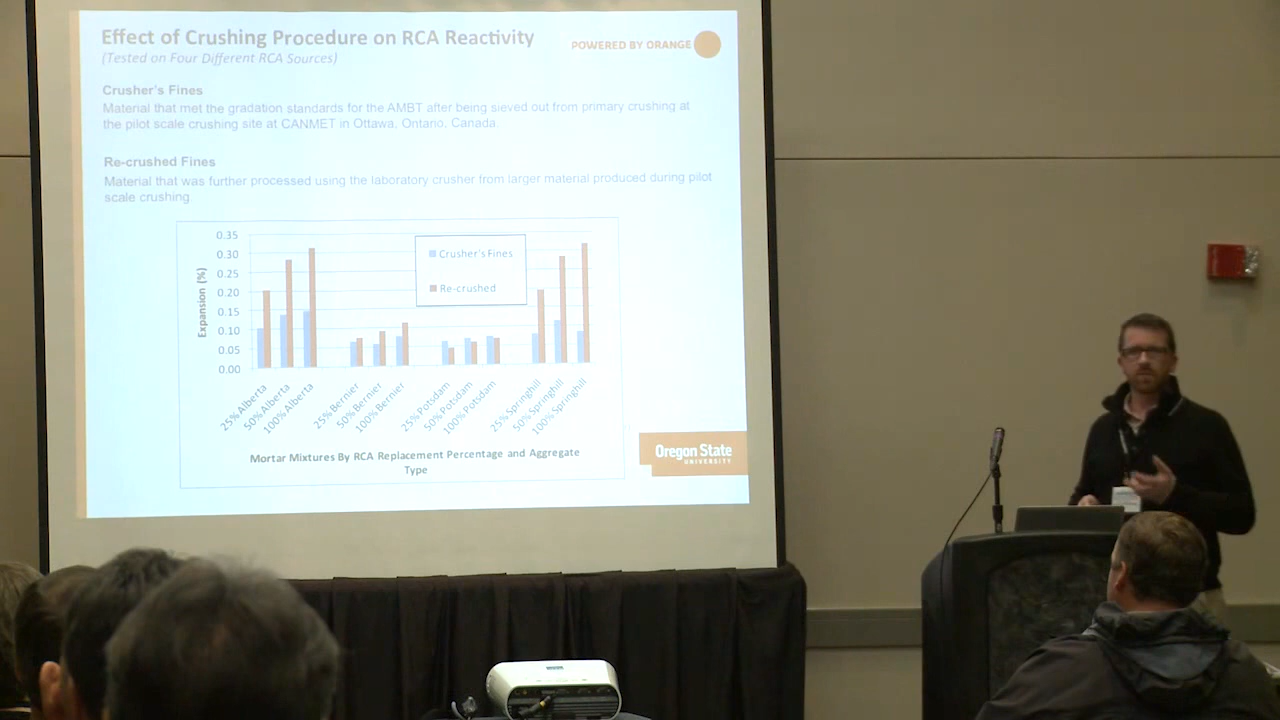 Effect of Crushing Procedure on RCA Reactivity
POWERED BY ORANGE
(Tested on Four Different RCA Sources)
Crusher's Fines
Material that met the gradation standards for the AMBT after being sieved out from primary crushing at
the pilot scale crushing site at CANMET in Ottawa, Ontario, Canada.
Re-crushed Fines
Material that was further processed using the laboratory crusher from larger material produced during pilot
scale crushing.
Expansion (%)
0.35
0.30
0.25
0.20
0.15
0.10
0.05
0.00
Crusher's Fines
Re-crushed
25% Alberta
50% Alberta
100% Alberta
25% Bernier
50% Bernier
100% Bernier
25% Potsdam
50% Potsdam
100% Potsdam
25% Springhill
50% Springhill
100% Springhill
Mortar Mixtures By RCA Replacement Percentage and Aggregate
Type
Oregon State
UNIVERSITY